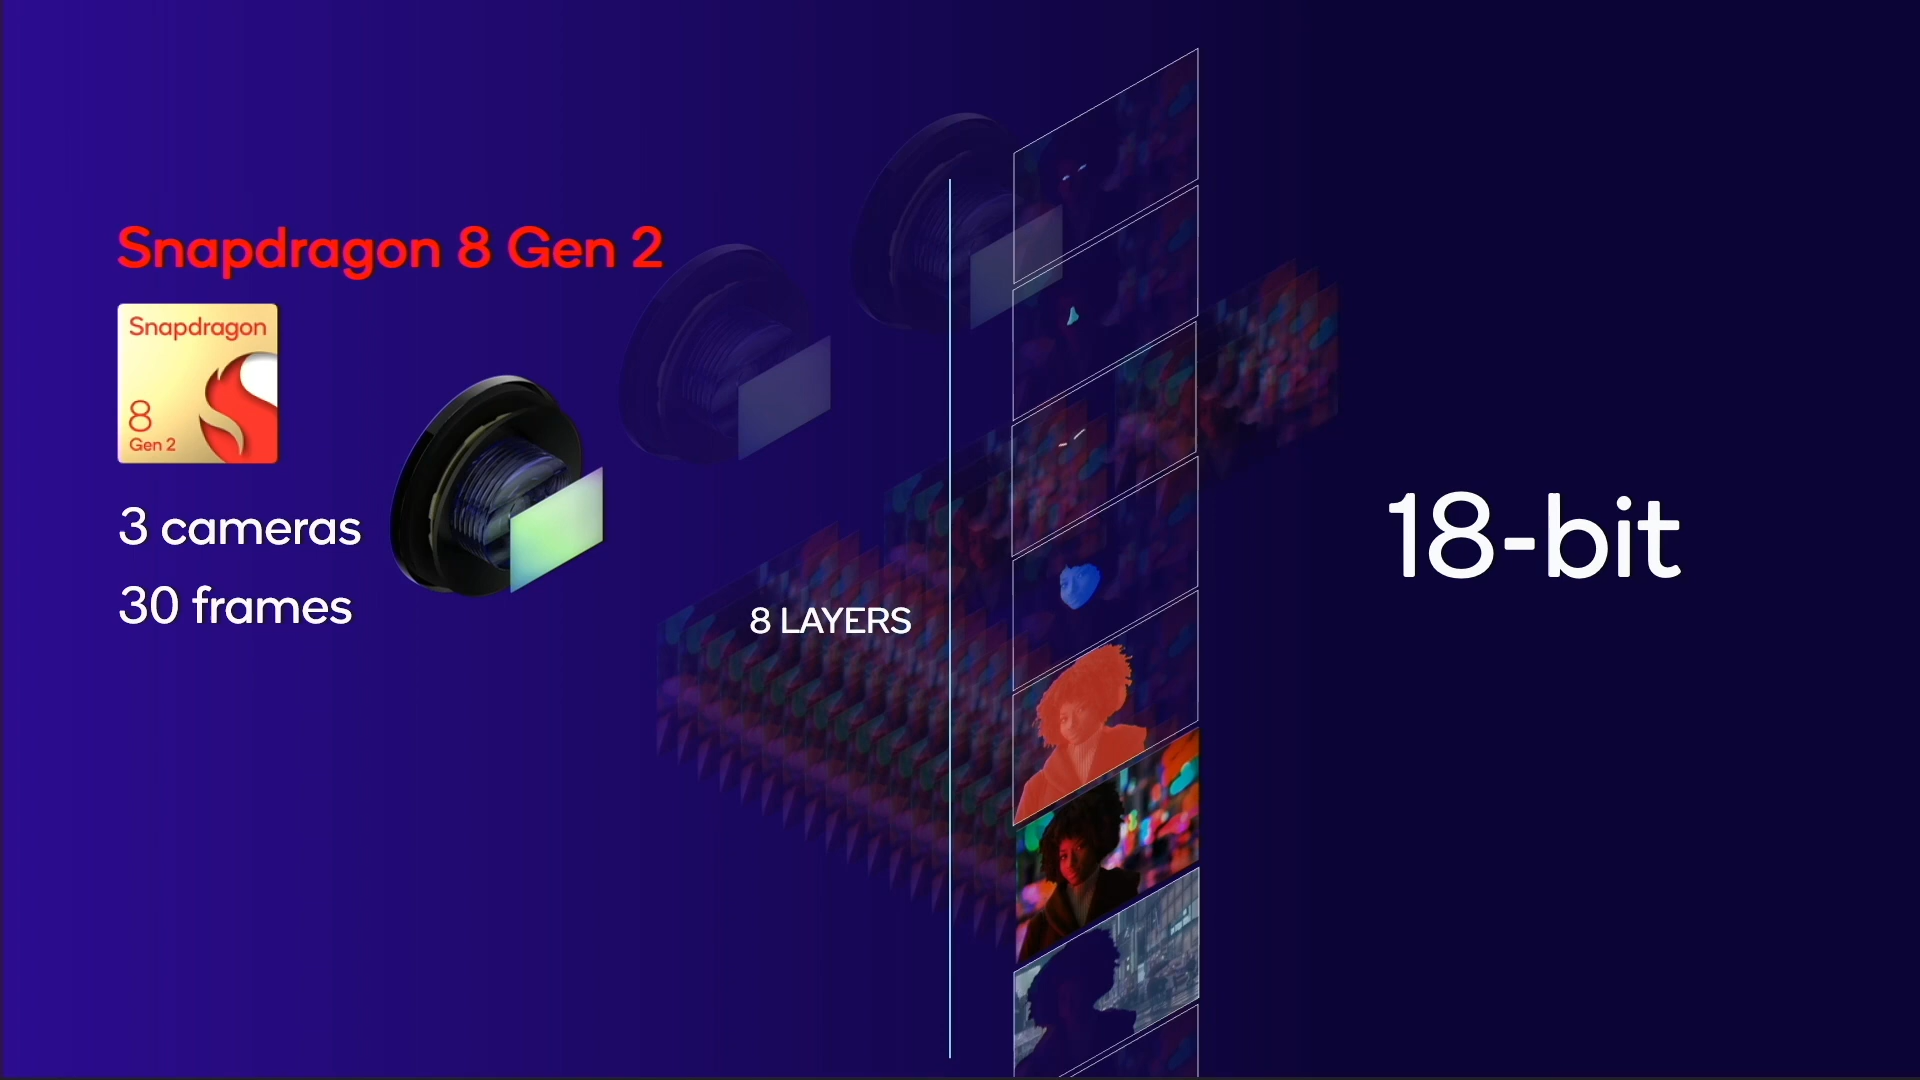 Snapdragon 8 Gen 2
Snapdragon
8
Gen 2
3 cameras
30 frames
8 LAYERS
18-bit